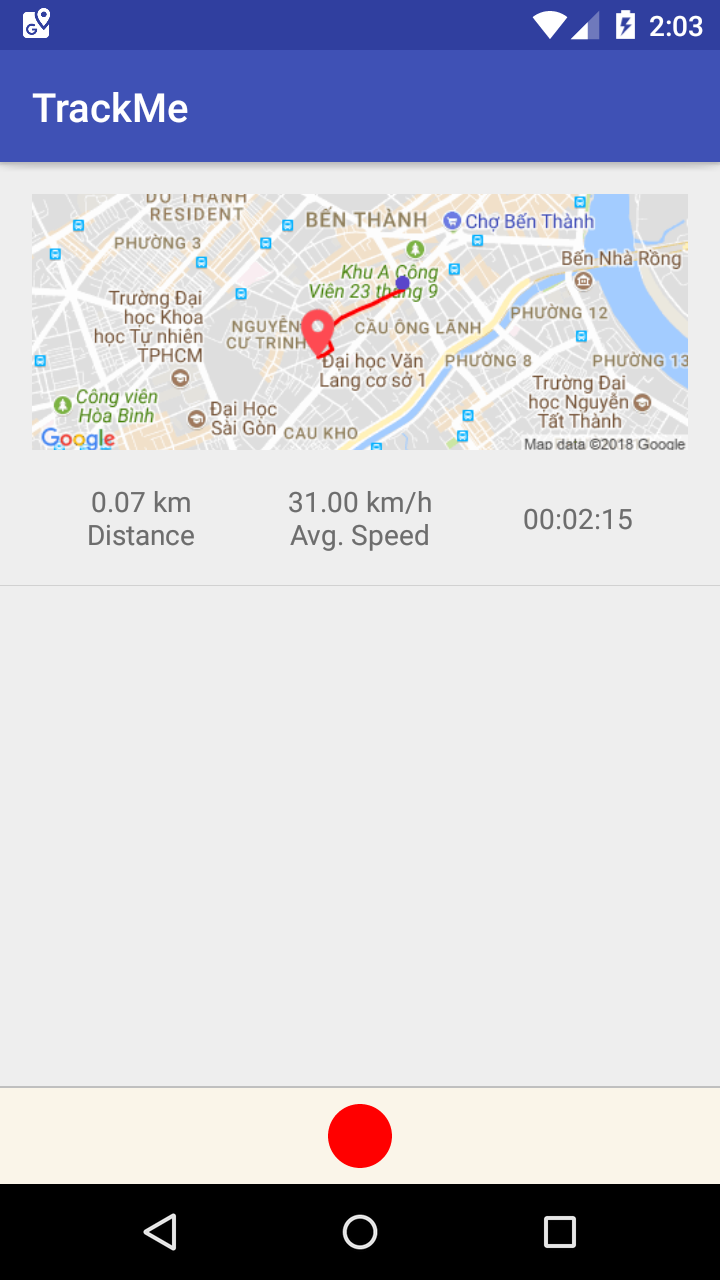 2:03
TrackMe
DU THANH
RESIDENT
BẾN THÀNH
Chợ Bến Thành
PHƯỜNG 3
Bến Nhà Rồng
Khu A Công
Viên 23 tháng 9
Trường Đại
học Khoa
học Tự nhiên
TPHCM
NGUYỄN
CƯ TRINH
CẦU ÔNG LÃNH
PHƯỜNG 12
Đại học Văn
Lang cơ sở 1
PHƯỜNG 8
PHƯỜNG 13
Trường Đại
học Nguyễn
Tất Thành
Công viên
Hòa Bình
Đại Học
Sài Gòn
CAU KHO
Google
Map data ©2018 Google
0.07 km
Distance
31.00 km/h
Avg. Speed
00:02:15